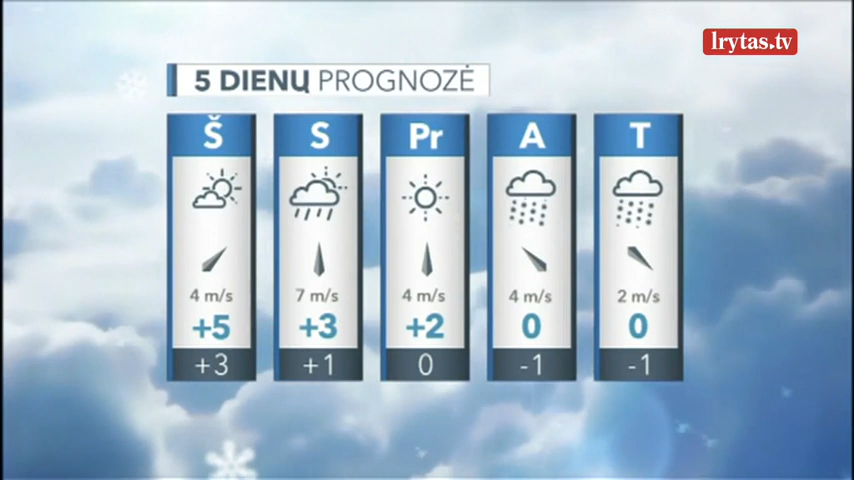 lrytas.tv
5 DIENŲ PROGNOZĖ
Š S Pr A T
4 m/s 7 m/s 4 m/s 4 m/s 2 m/s
+5 +3 +2 0 0
+3 +1 0 -1 -1